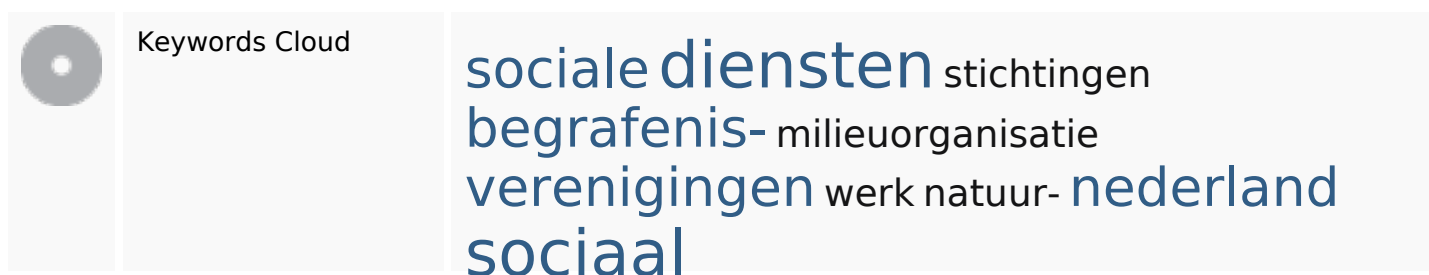 Keywords Cloud
sociale diensten stichtingen
begrafenis- milieuorganisatie
verenigingen werk natuur- nederland
sociaal